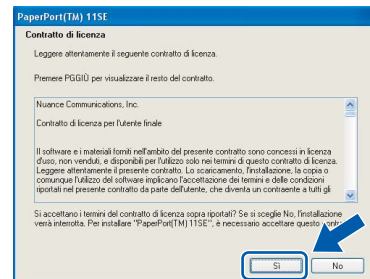 PaperPort(TM) 11SE
Contratto di licenza
Leggere attentamente il seguente contratto di licenza.
Premere PGGIÙ per visualizzare il resto del contratto.
Nuance Communications, Inc.
Contratto di licenza per l'utente finale
Il software e i materiali forniti nell'ambito del presente contratto sono concessi in licenza
d'uso, non venduti, e disponibili per l'utilizzo solo nei termini di questo contratto di licenza.
Leggere attentamente il presente contratto. Lo scaricamento, l'installazione, la copia o
comunque l'utilizzo del software implicano l'accettazione dei termini e delle condizioni
riportati nel presente contratto da parte dell'utente, che diventa un contraente a tutti gli
Si accettano i termini del contratto di licenza sopra riportati? Se si sceglie No, l'installazione
verrà interrotta. Per installare "PaperPort(TM) 11SE", è necessario accettare questo
Sì
No